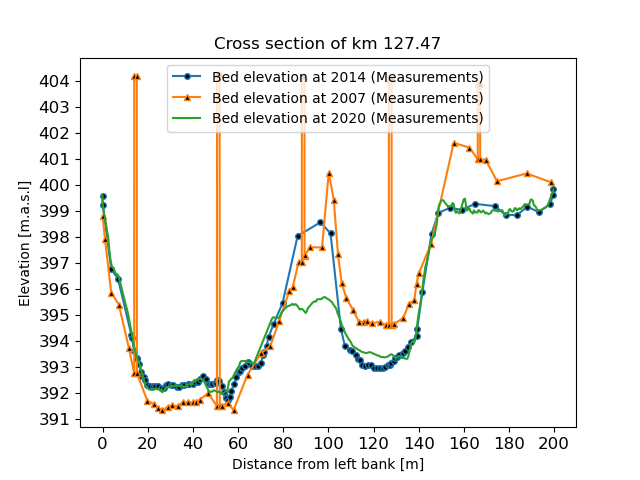 Cross section of km 127.47
Bed elevation at 2014 (Measurements)
Bed elevation at 2007 (Measurements)
Bed elevation at 2020 (Measurements)
Elevation [m.a.s.l]
404
403
402
401
400
399
398
397
396
395
394
393
392
391
0 20 40 60 80 100 120 140 160 180 200
Distance from left bank [m]